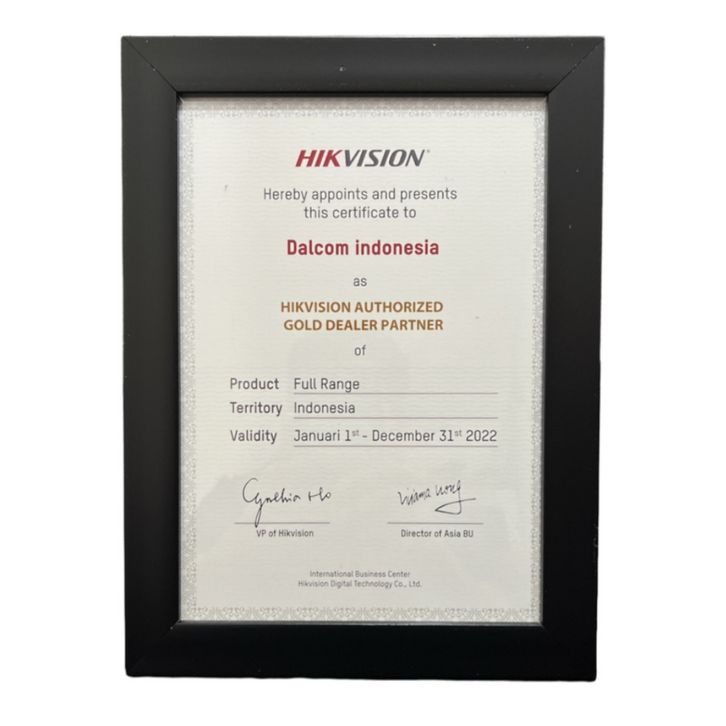 HIKVISION®
Hereby appoints and presents
this certificate to
Dalcom indonesia
as
HIKVISION AUTHORIZED
GOLD DEALER PARTNER
of
Product Full Range
Territory Indonesia
Validity Januari 1st - December 31st 2022
Cynthia Ho
VP of Hikvision
Director of Asia BU
International Business Center
Hikvision Digital Technology Co., Ltd.